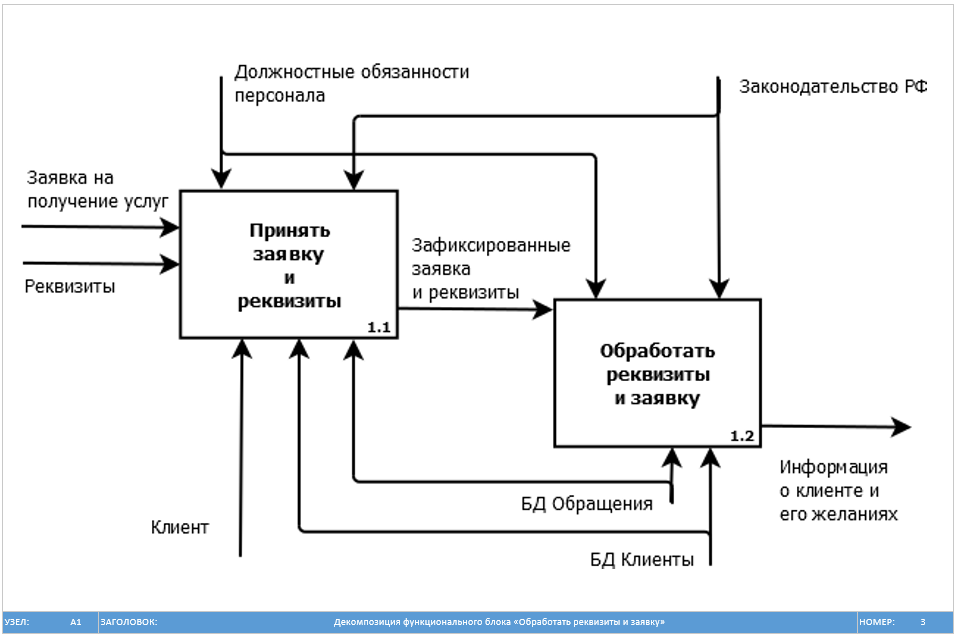 Должностные обязанности
персонала
Законодательство РФ
Заявка на
получение услуг
Реквизиты
Принять
заявку
и
реквизиты
1.1
Зафиксированные
заявка
и реквизиты
Обработать
реквизиты
и заявку
1.2
Информация
о клиенте и
его желаниях
БД Обращения
Клиент
БД Клиенты
УЗЕЛ: А1 ЗАГОЛОВОК: Декомпозиция функционального блока «Обработать реквизиты и заявку» НОМЕР: 3